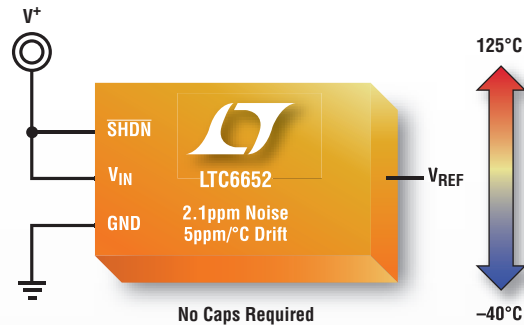 V+
125°C
SHDN
VIN
GND
LTC6652
2.1ppm Noise
5ppm/°C Drift
VREF
No Caps Required
–40°C